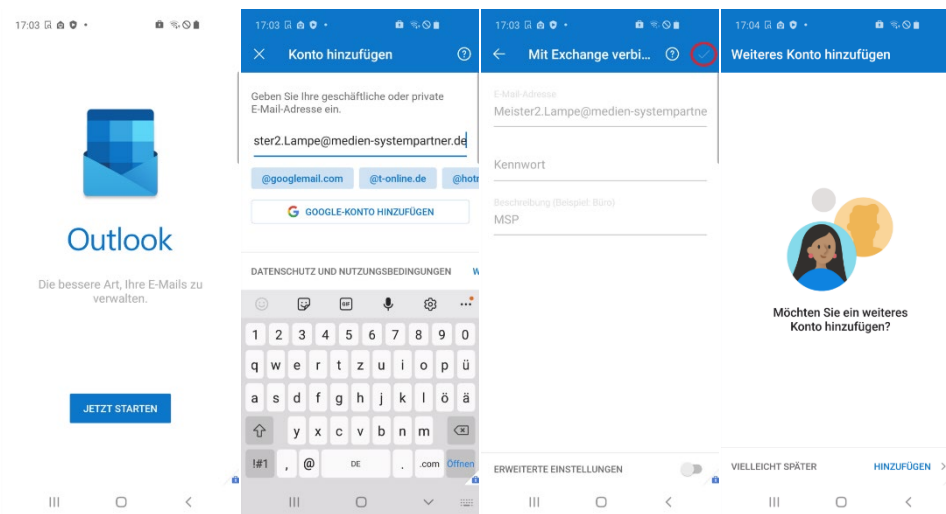 17:03
Outlook
Die bessere Art, Ihre E-Mails zu
verwalten.
JETZT STARTEN
17:03
Konto hinzufügen
Geben Sie Ihre geschäftliche oder private
E-Mail-Adresse ein.
ster2.Lampe@medien-systempartner.de
@googlemail.com @t-online.de @hotr
GOOGLE-KONTO HINZUFÜGEN
DATENSCHUTZ UND NUTZUNGSBEDINGUNGEN W
GIF
1 2 3 4 5 6 7 8 9 0
q w e r t z u i o p ü
a s d f g h j k l ö ä
y x c v b n m
!#1 , @ DE . .com Öffnen
17:03
Mit Exchange verbi...
E-Mail-Adresse
Meister2.Lampe@medien-systempartne
Kennwort
Beschreibung (Beispiel: Büro)
MSP
ERWEITERTE EINSTELLUNGEN
17:04
Weiteres Konto hinzufügen
Möchten Sie ein weiteres
Konto hinzufügen?
VIELLEICHT SPÄTER HINZUFÜGEN